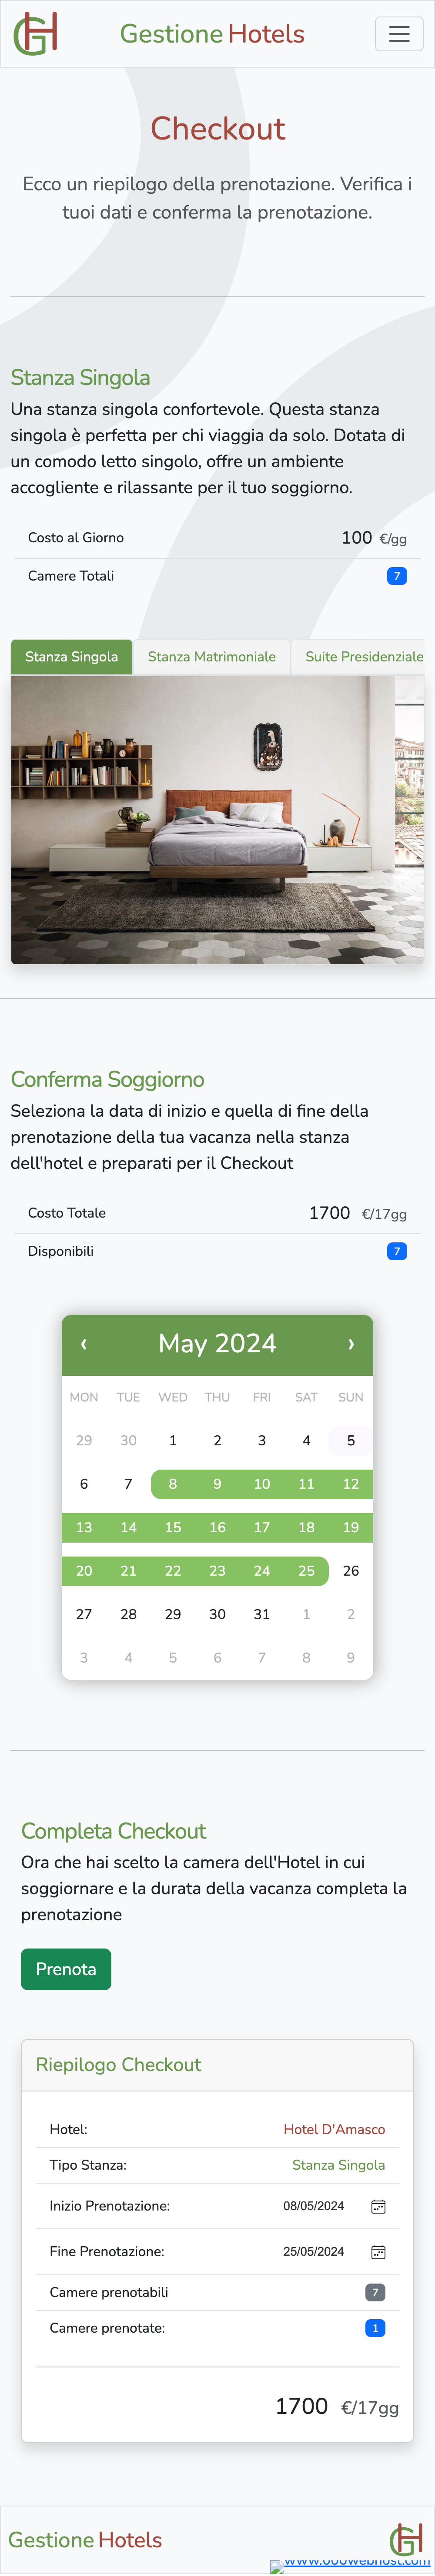 GH
Gestione Hotels
Checkout
Ecco un riepilogo della prenotazione. Verifica i
tuoi dati e conferma la prenotazione.
Stanza Singola
Una stanza singola confortevole. Questa stanza
singola è perfetta per chi viaggia da solo. Dotata di
un comodo letto singolo, offre un ambiente
accogliente e rilassante per il tuo soggiorno.
Costo al Giorno 100 €/gg
Camere Totali 7
Stanza Singola Stanza Matrimoniale Suite Presidenziale
Conferma Soggiorno
Seleziona la data di inizio e quella di fine della
prenotazione della tua vacanza nella stanza
dell'hotel e preparati per il Checkout
Costo Totale 1700 €/17gg
Disponibili 7
‹ May 2024 ›
MON TUE WED THU FRI SAT SUN
29 30 1 2 3 4 5
6 7 8 9 10 11 12
13 14 15 16 17 18 19
20 21 22 23 24 25 26
27 28 29 30 31 1 2
3 4 5 6 7 8 9
Completa Checkout
Ora che hai scelto la camera dell'Hotel in cui
soggiornare e la durata della vacanza completa la
prenotazione
Prenota
Riepilogo Checkout
Hotel: Hotel D'Amasco
Tipo Stanza: Stanza Singola
Inizio Prenotazione: 08/05/2024
Fine Prenotazione: 25/05/2024
Camere prenotabili 7
Camere prenotate: 1
1700 €/17gg
Gestione Hotels
GH
www.000webhost.com